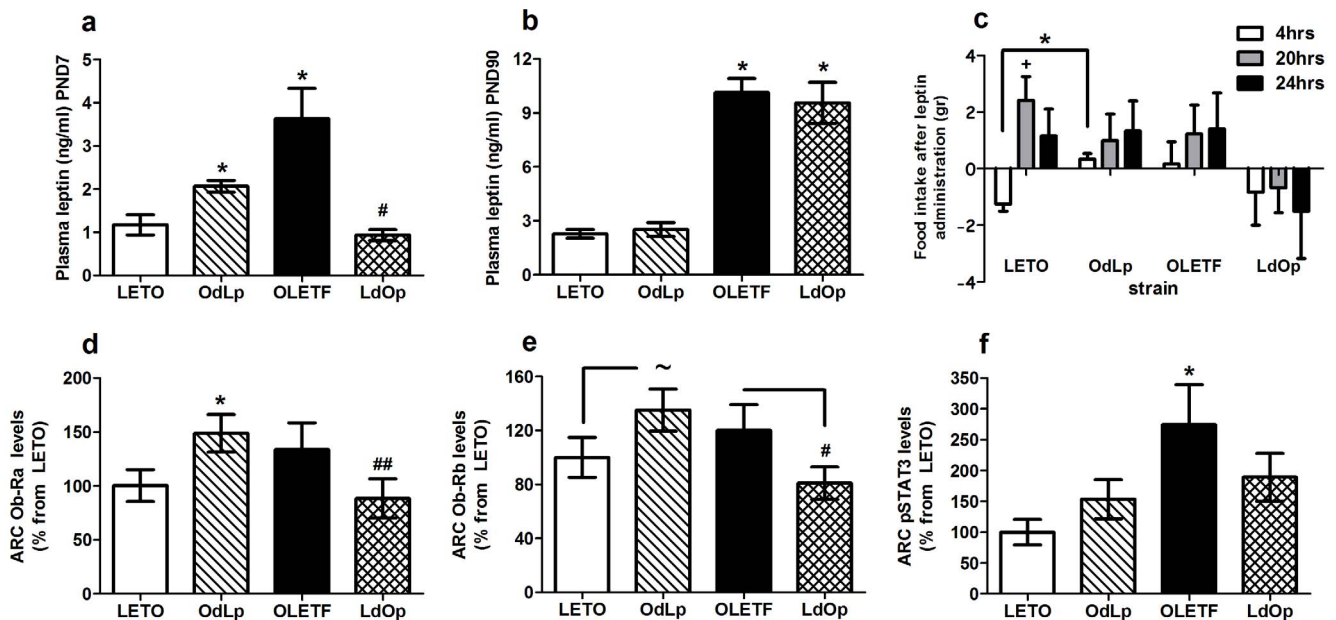 a
Plasma leptin (ng/ml) PND7
5
4
3
2
1
0
*
*
#
LETO OdLp OLETF LdOp
b
Plasma leptin (ng/ml) PND90
12
9
6
3
0
*
*
LETO OdLp OLETF LdOp
c
4hrs
20hrs
24hrs
Food intake after leptin
administration (gr)
4
2
0
-2
-4
*
+
LETO OdLp OLETF LdOp
strain
d
ARC Ob-Ra levels
(% from LETO)
200
150
100
50
0
*
##
LETO OdLp OLETF LdOp
e
ARC Ob-Rb levels
(% from LETO)
160
120
80
40
0
~
#
LETO OdLp OLETF LdOp
f
ARC pSTAT3 levels
(% from LETO)
350
300
250
200
150
100
50
0
*
LETO OdLp OLETF LdOp